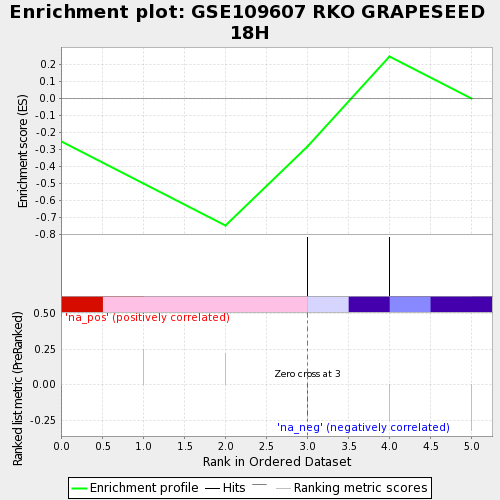 Enrichment plot: GSE109607 RKO GRAPESEED
18H
Enrichment score (ES)
0.2
0.1
0.0
-0.1
-0.2
-0.3
-0.4
-0.5
-0.6
-0.7
-0.8
Ranked list metric (PreRanked)
0.50
0.25
0.00
-0.25
'na_pos' (positively correlated)
Zero cross at 3
'na_neg' (negatively correlated)
0.0 0.5 1.0 1.5 2.0 2.5 3.0 3.5 4.0 4.5 5.0
Rank in Ordered Dataset
Enrichment profile Hits Ranking metric scores